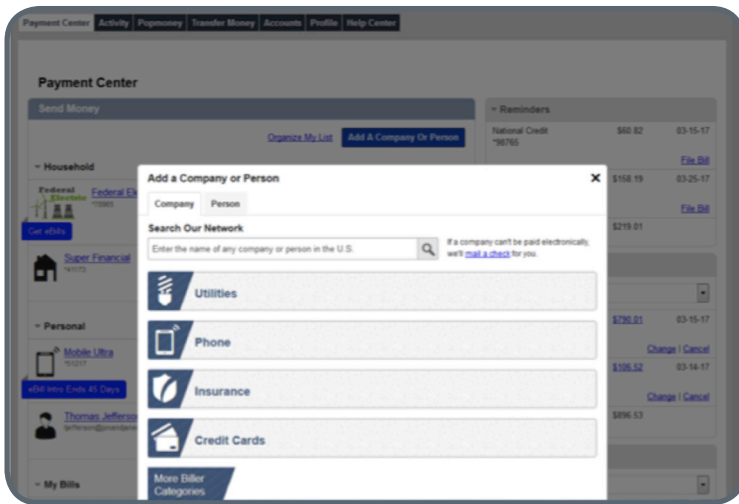 Payment Center Activity Popmoney Transfer Money Accounts Profile Help Center
Payment Center
Send Money
Organize My List Add A Company Or Person
Household
Federal Electric
Federal El
*78965
Get eBills
Super Financial
*41173
Personal
Mobile Ultra
*51217
eBill Intro Ends 45 Days
Thomas Jefferso
My Bills
Add a Company or Person X
Company Person
Search Our Network
Enter the name of any company or person in the U.S.
If a company can't be paid electronically,
we'll mail a check for you.
Utilities
Phone
Insurance
Credit Cards
More Biller
Categories
Reminders
National Credit $60.82 03-15-17
*98765
File Bill
$158.19 03-25-17
File Bill
$219.01
$790.01 03-15-17
Change | Cancel
$106.52 03-14-17
Change | Cancel
$896.53